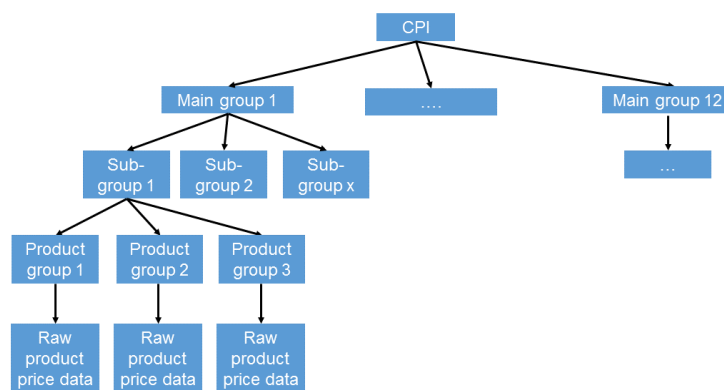 CPI
Main group 1
....
Main group 12
Sub-
group 1
Sub-
group 2
Sub-
group x
...
Product
group 1
Product
group 2
Product
group 3
Raw
product
price data
Raw
product
price data
Raw
product
price data